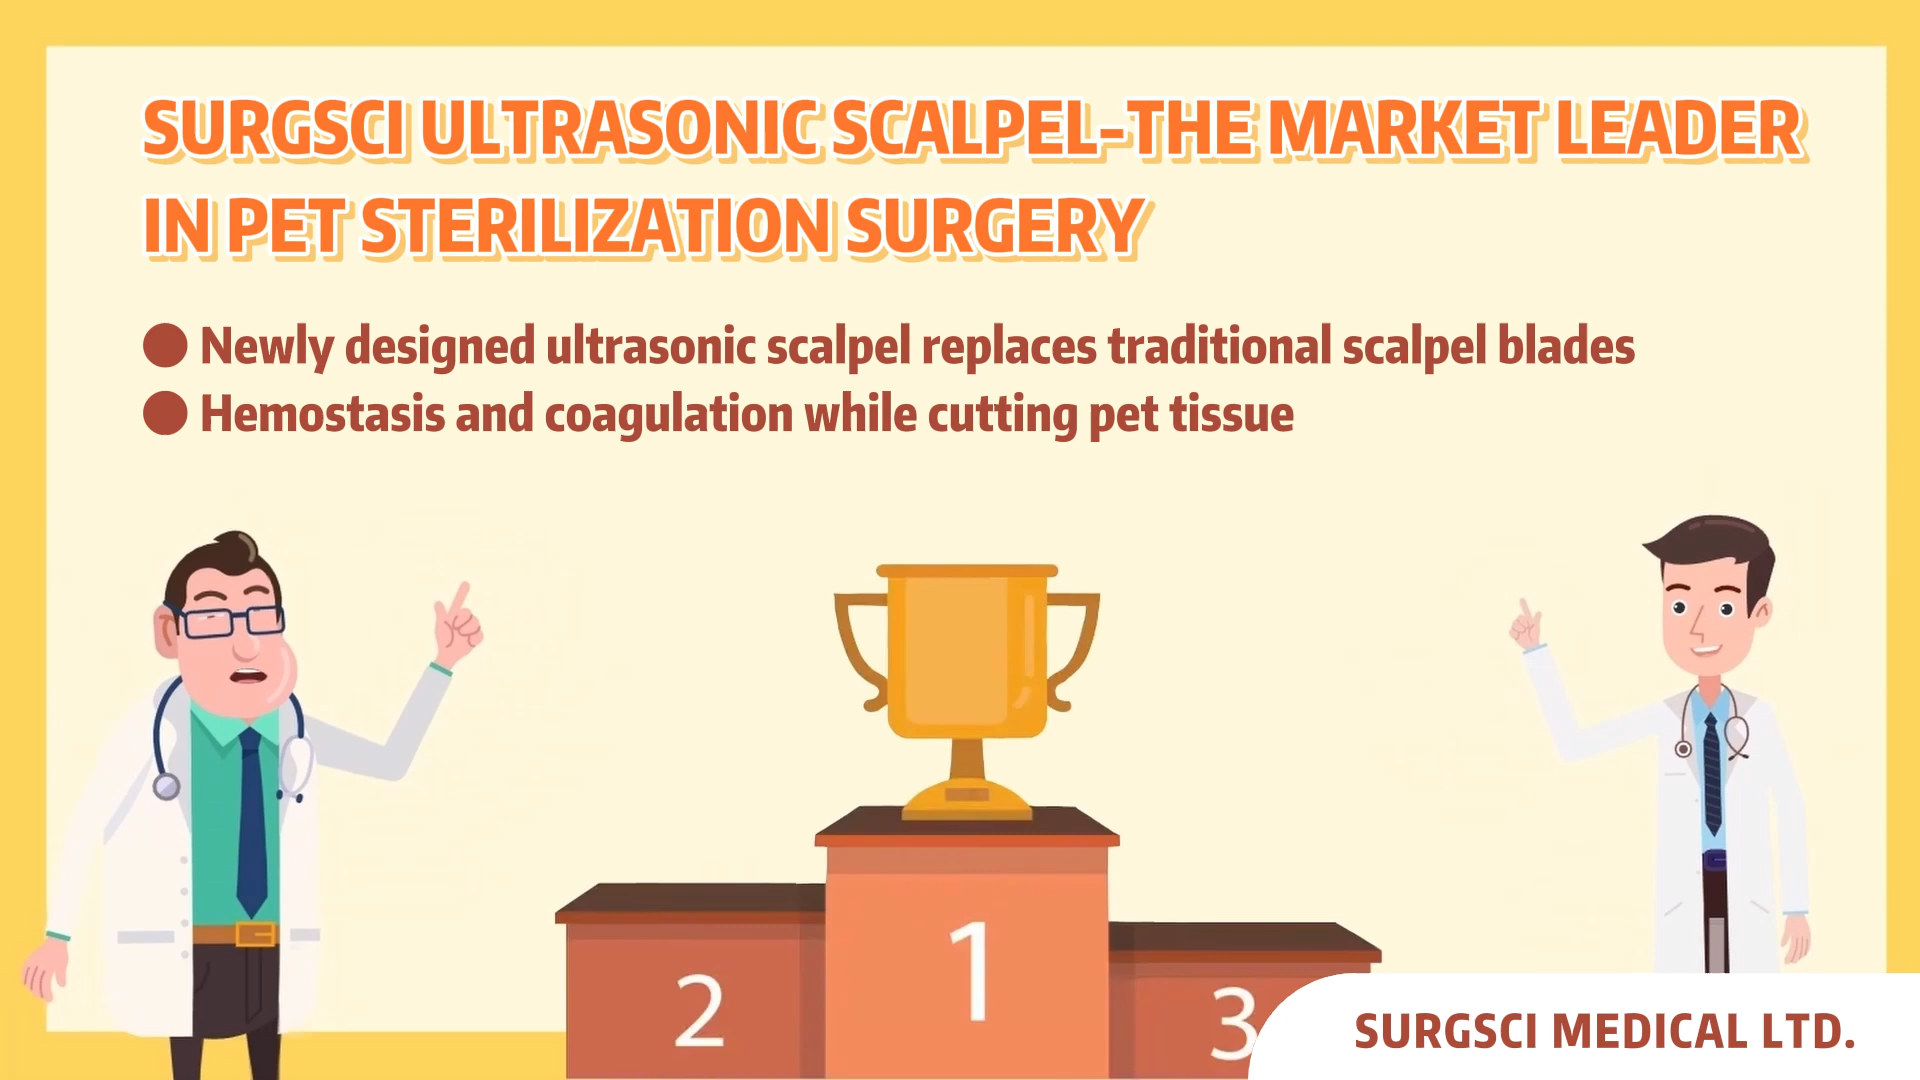 SURGSCI ULTRASONIC SCALPEL-THE MARKET LEADER
IN PET STERILIZATION SURGERY
● Newly designed ultrasonic scalpel replaces traditional scalpel blades
● Hemostasis and coagulation while cutting pet tissue
1
2
3
SURGSCI MEDICAL LTD.